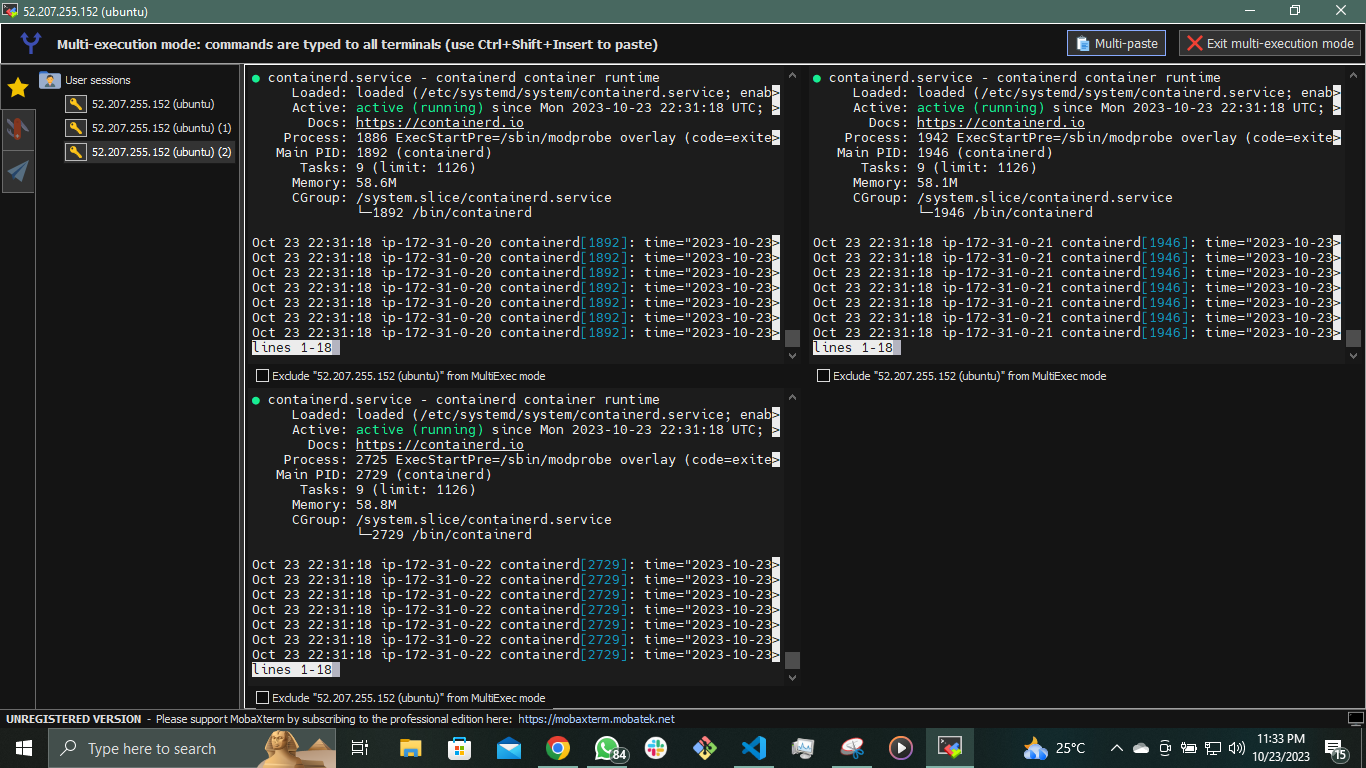 52.207.255.152 (ubuntu)
Multi-execution mode: commands are typed to all terminals (use Ctrl+Shift+Insert to paste)
Multi-paste
Exit multi-execution mode
User sessions
52.207.255.152 (ubuntu)
52.207.255.152 (ubuntu) (1)
52.207.255.152 (ubuntu) (2)
● containerd.service - containerd container runtime
Loaded: loaded (/etc/systemd/system/containerd.service; enab>
Active: active (running) since Mon 2023-10-23 22:31:18 UTC; >
Docs: https://containerd.io
Process: 1886 ExecStartPre=/sbin/modprobe overlay (code=exite>
Main PID: 1892 (containerd)
Tasks: 9 (limit: 1126)
Memory: 58.6M
CGroup: /system.slice/containerd.service
└─1892 /bin/containerd
Oct 23 22:31:18 ip-172-31-0-20 containerd[1892]: time="2023-10-23>
Oct 23 22:31:18 ip-172-31-0-20 containerd[1892]: time="2023-10-23>
Oct 23 22:31:18 ip-172-31-0-20 containerd[1892]: time="2023-10-23>
Oct 23 22:31:18 ip-172-31-0-20 containerd[1892]: time="2023-10-23>
Oct 23 22:31:18 ip-172-31-0-20 containerd[1892]: time="2023-10-23>
Oct 23 22:31:18 ip-172-31-0-20 containerd[1892]: time="2023-10-23>
Oct 23 22:31:18 ip-172-31-0-20 containerd[1892]: time="2023-10-23>
lines 1-18
Exclude "52.207.255.152 (ubuntu)" from MultiExec mode
● containerd.service - containerd container runtime
Loaded: loaded (/etc/systemd/system/containerd.service; enab>
Active: active (running) since Mon 2023-10-23 22:31:18 UTC; >
Docs: https://containerd.io
Process: 1942 ExecStartPre=/sbin/modprobe overlay (code=exite>
Main PID: 1946 (containerd)
Tasks: 9 (limit: 1126)
Memory: 58.1M
CGroup: /system.slice/containerd.service
└─1946 /bin/containerd
Oct 23 22:31:18 ip-172-31-0-21 containerd[1946]: time="2023-10-23>
Oct 23 22:31:18 ip-172-31-0-21 containerd[1946]: time="2023-10-23>
Oct 23 22:31:18 ip-172-31-0-21 containerd[1946]: time="2023-10-23>
Oct 23 22:31:18 ip-172-31-0-21 containerd[1946]: time="2023-10-23>
Oct 23 22:31:18 ip-172-31-0-21 containerd[1946]: time="2023-10-23>
Oct 23 22:31:18 ip-172-31-0-21 containerd[1946]: time="2023-10-23>
Oct 23 22:31:18 ip-172-31-0-21 containerd[1946]: time="2023-10-23>
lines 1-18
Exclude "52.207.255.152 (ubuntu)" from MultiExec mode
● containerd.service - containerd container runtime
Loaded: loaded (/etc/systemd/system/containerd.service; enab>
Active: active (running) since Mon 2023-10-23 22:31:18 UTC; >
Docs: https://containerd.io
Process: 2725 ExecStartPre=/sbin/modprobe overlay (code=exite>
Main PID: 2729 (containerd)
Tasks: 9 (limit: 1126)
Memory: 58.8M
CGroup: /system.slice/containerd.service
└─2729 /bin/containerd
Oct 23 22:31:18 ip-172-31-0-22 containerd[2729]: time="2023-10-23>
Oct 23 22:31:18 ip-172-31-0-22 containerd[2729]: time="2023-10-23>
Oct 23 22:31:18 ip-172-31-0-22 containerd[2729]: time="2023-10-23>
Oct 23 22:31:18 ip-172-31-0-22 containerd[2729]: time="2023-10-23>
Oct 23 22:31:18 ip-172-31-0-22 containerd[2729]: time="2023-10-23>
Oct 23 22:31:18 ip-172-31-0-22 containerd[2729]: time="2023-10-23>
Oct 23 22:31:18 ip-172-31-0-22 containerd[2729]: time="2023-10-23>
lines 1-18
Exclude "52.207.255.152 (ubuntu)" from MultiExec mode
UNREGISTERED VERSION - Please support MobaXterm by subscribing to the professional edition here: https://mobaxterm.mobatek.net
Type here to search
84
25°C
11:33 PM
10/23/2023
15